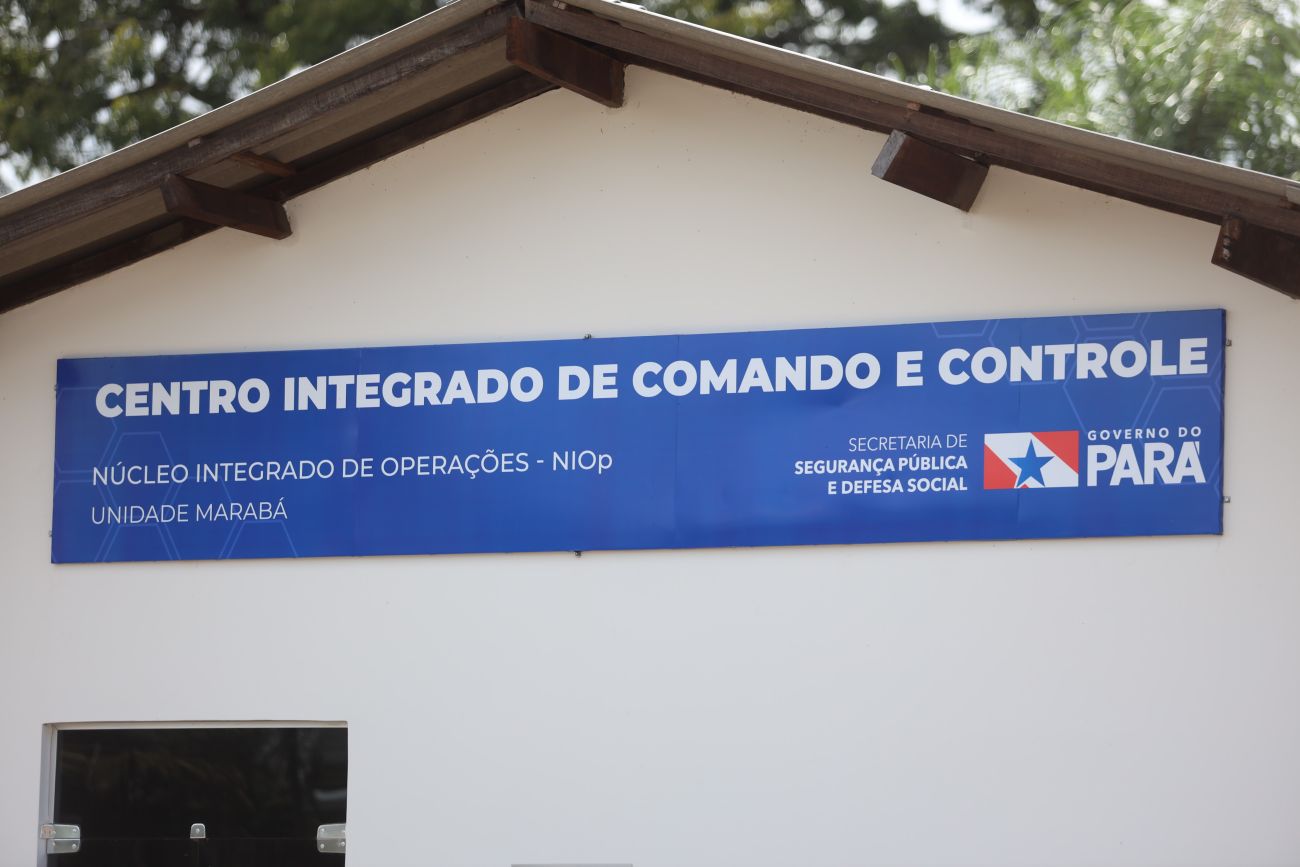 CENTRO INTEGRADO DE COMANDO E CONTROLE
NÚCLEO INTEGRADO DE OPERAÇÕES - NIOp
UNIDADE MARABÁ
SECRETARIA DE
SEGURANÇA PÚBLICA
E DEFESA SOCIAL
GOVERNO DO
PARÁ